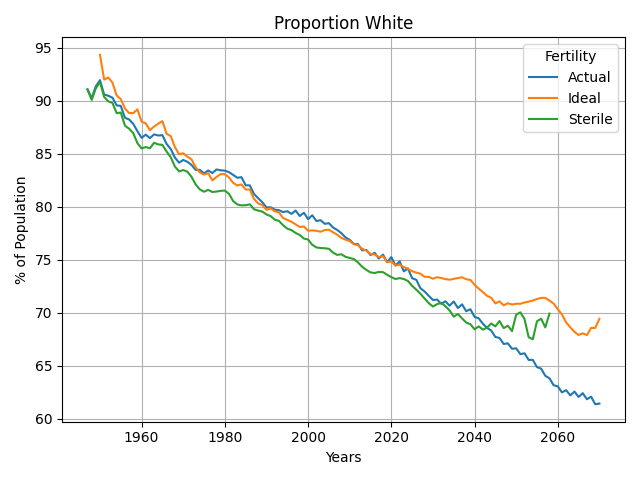 Proportion White
Fertility
Actual
Ideal
Sterile
% of Population
95
90
85
80
75
70
65
60
1960 1980 2000 2020 2040 2060
Years